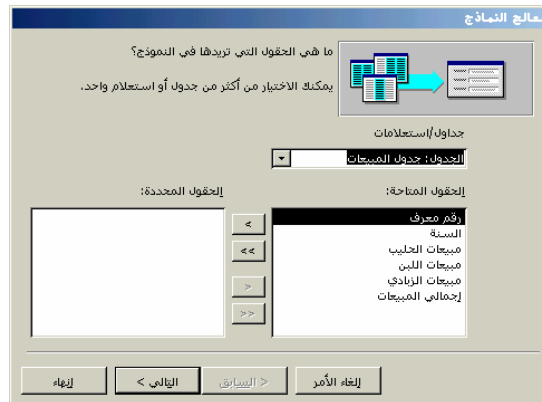 معالج النماذج
ما هي الحقول التي تريدها في النموذج؟
يمكنك الاختيار من أكثر من جدول أو استعلام واحد.
جداول/استعلامات
الجدول: جدول المبيعات
الحقول المتاحة:
الحقول المحددة:
رقم معرف
السنة
مبيعات الحليب
مبيعات اللبن
مبيعات الزبادي
إجمالي المبيعات
>
>>
<
<<
إلغاء الأمر
< السابق
التالي >
إنهاء